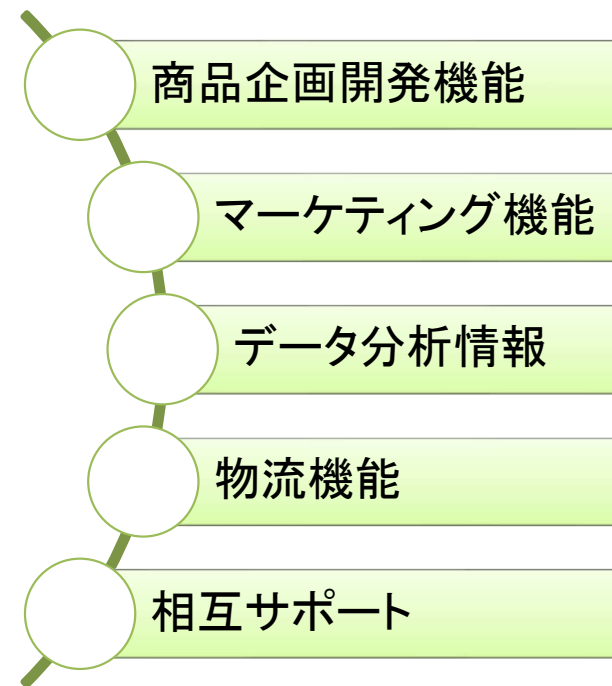 商品企画開発機能
マーケティング機能
データ分析情報
物流機能
相互サポート